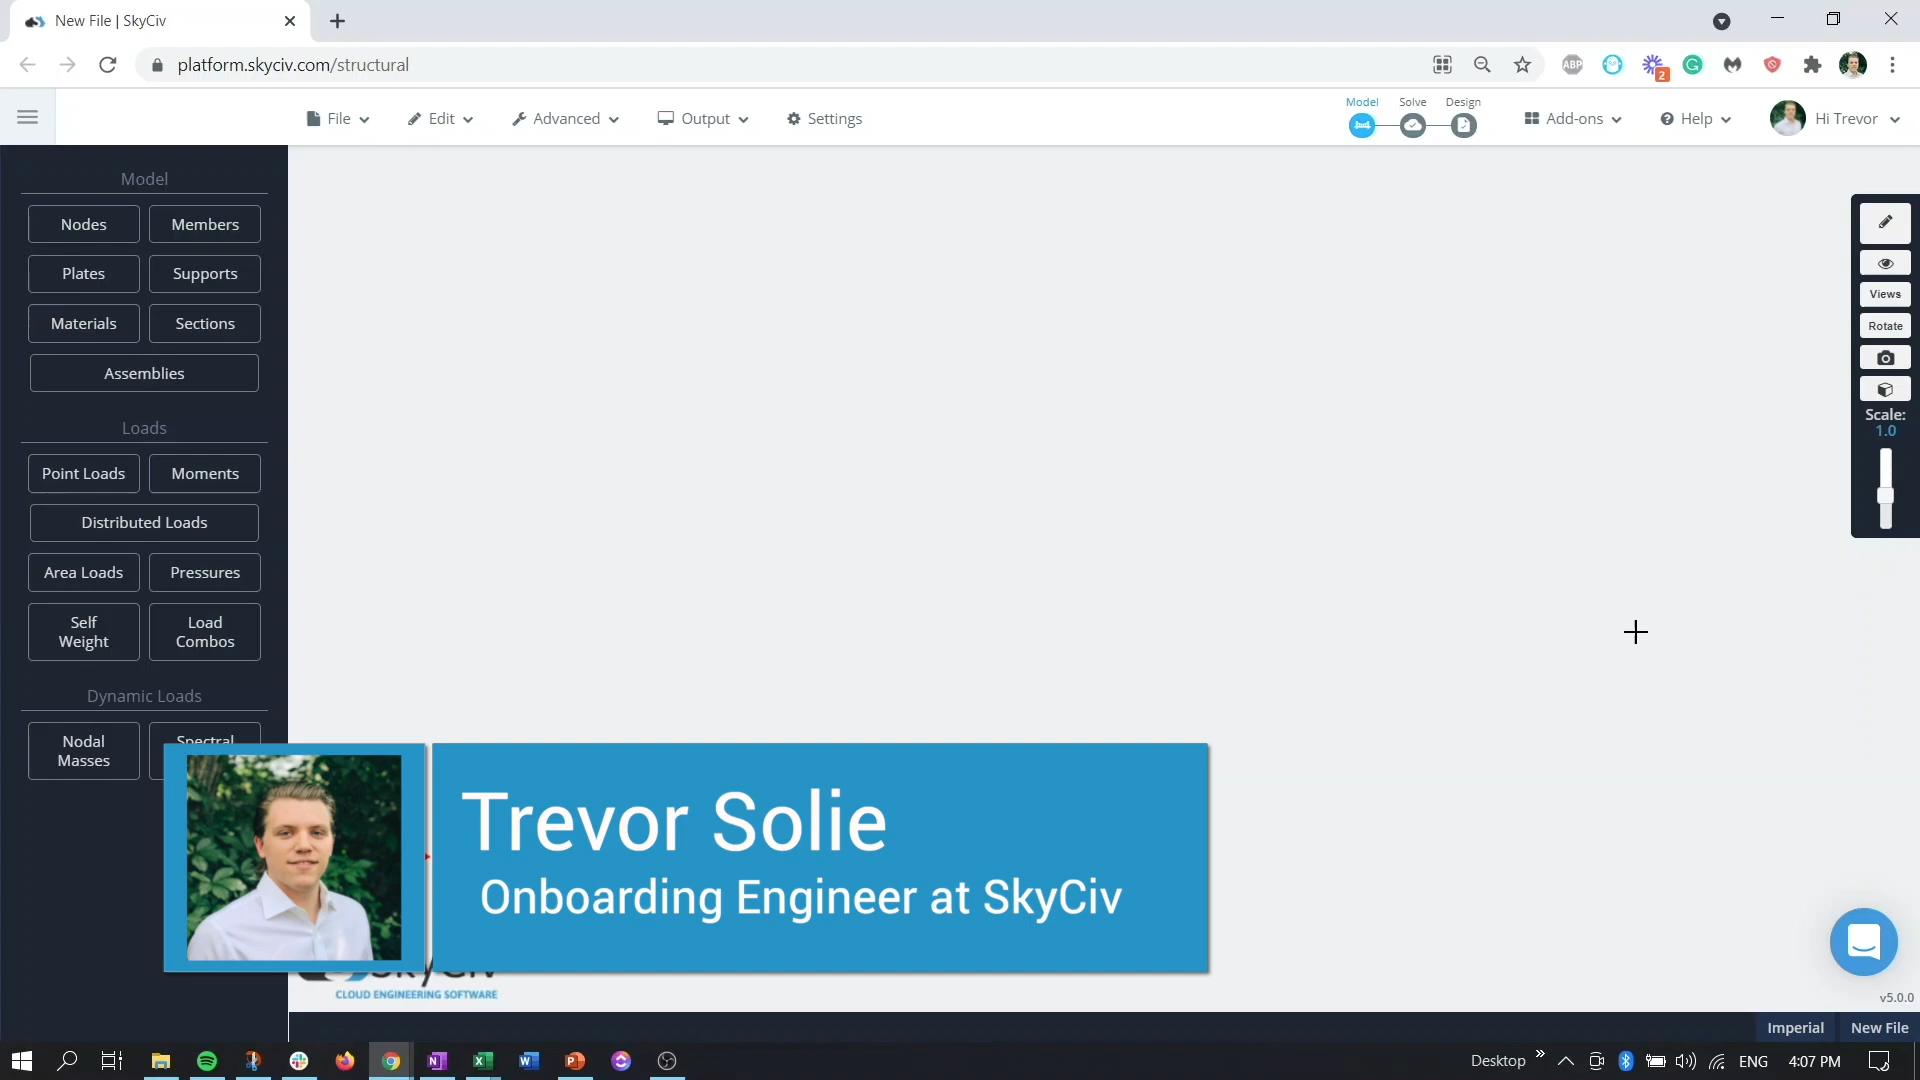 New File | SkyCiv
platform.skyciv.com/structural
ABP
2
File
Edit
Advanced
Output
Settings
Model
Solve
Design
Add-ons
Help
Hi Trevor
Model
Nodes
Members
Plates
Supports
Materials
Sections
Assemblies
Loads
Point Loads
Moments
Distributed Loads
Area Loads
Pressures
Self
Weight
Load
Combos
Dynamic Loads
Nodal
Masses
Spectral
Views
Rotate
Scale:
1.0
Trevor Solie
Onboarding Engineer at SkyCiv
SkyCiv
CLOUD ENGINEERING SOFTWARE
v5.0.0
Imperial
New File
Desktop
ENG
4:07 PM